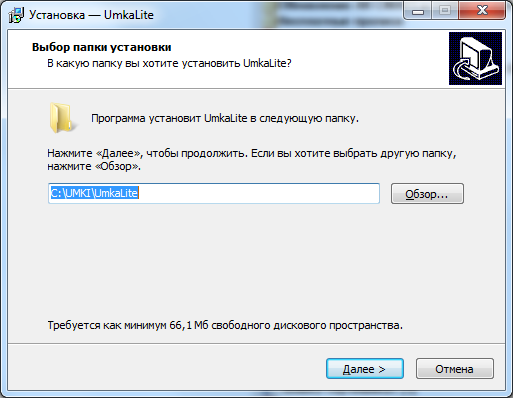 Установка — UmkaLite
Выбор папки установки
В какую папку вы хотите установить UmkaLite?
Программа установит UmkaLite в следующую папку.
Нажмите «Далее», чтобы продолжить. Если вы хотите выбрать другую папку,
нажмите «Обзор».
C:\UMKI\UmkaLite
Обзор...
Требуется как минимум 66,1 Мб свободного дискового пространства.
Далее >
Отмена